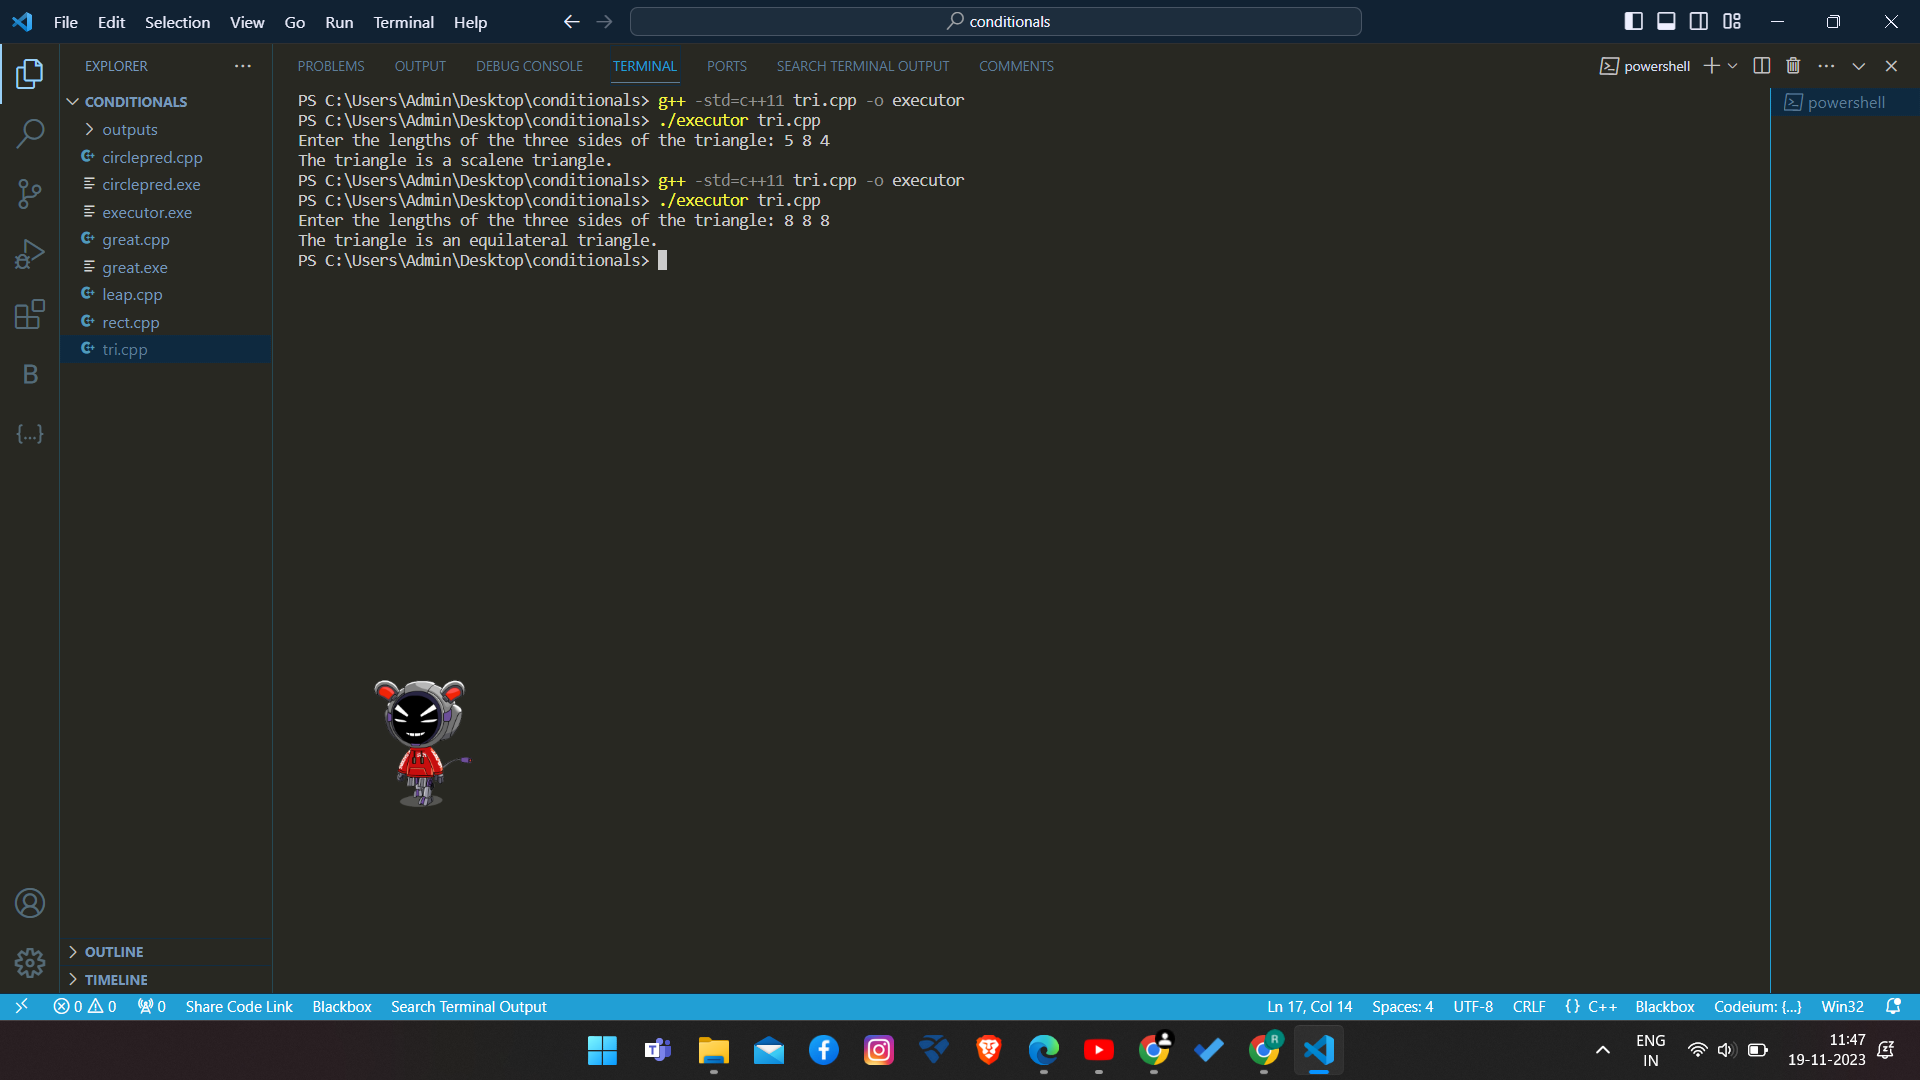 File Edit Selection View Go Run Terminal Help
conditionals
EXPLORER
CONDITIONALS
outputs
circlepred.cpp
circlepred.exe
executor.exe
great.cpp
great.exe
leap.cpp
rect.cpp
tri.cpp
OUTLINE
TIMELINE
PROBLEMS OUTPUT DEBUG CONSOLE TERMINAL PORTS SEARCH TERMINAL OUTPUT COMMENTS
powershell
PS C:\Users\Admin\Desktop\conditionals> g++ -std=c++11 tri.cpp -o executor
PS C:\Users\Admin\Desktop\conditionals> ./executor tri.cpp
Enter the lengths of the three sides of the triangle: 5 8 4
The triangle is a scalene triangle.
PS C:\Users\Admin\Desktop\conditionals> g++ -std=c++11 tri.cpp -o executor
PS C:\Users\Admin\Desktop\conditionals> ./executor tri.cpp
Enter the lengths of the three sides of the triangle: 8 8 8
The triangle is an equilateral triangle.
PS C:\Users\Admin\Desktop\conditionals>
powershell
0 0 0 Share Code Link Blackbox Search Terminal Output
Ln 17, Col 14 Spaces: 4 UTF-8 CRLF {} C++ Blackbox Codeium: {...} Win32
ENG
IN
11:47
19-11-2023